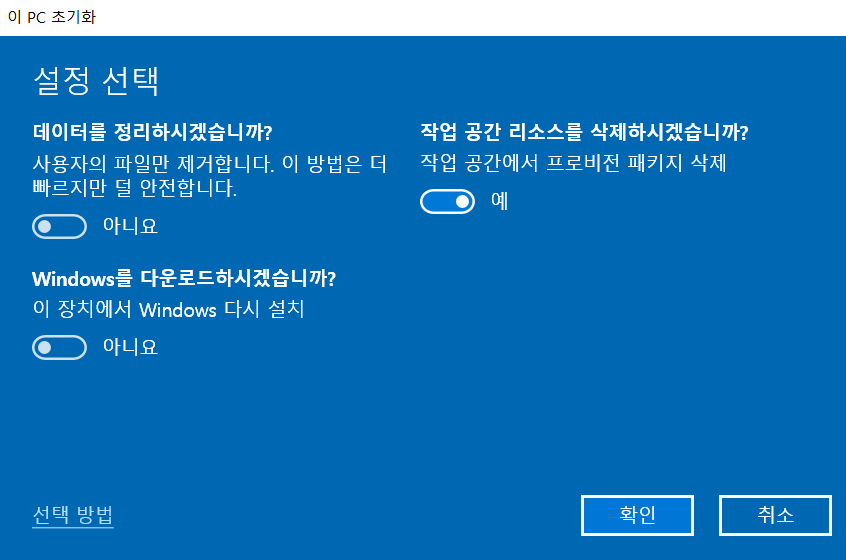 이 PC 초기화
설정 선택
데이터를 정리하시겠습니까?
사용자의 파일만 제거합니다. 이 방법은 더
빠르지만 덜 안전합니다.
아니요
Windows를 다운로드하시겠습니까?
이 장치에서 Windows 다시 설치
아니요
작업 공간 리소스를 삭제하시겠습니까?
작업 공간에서 프로비전 패키지 삭제
예
선택 방법
확인
취소